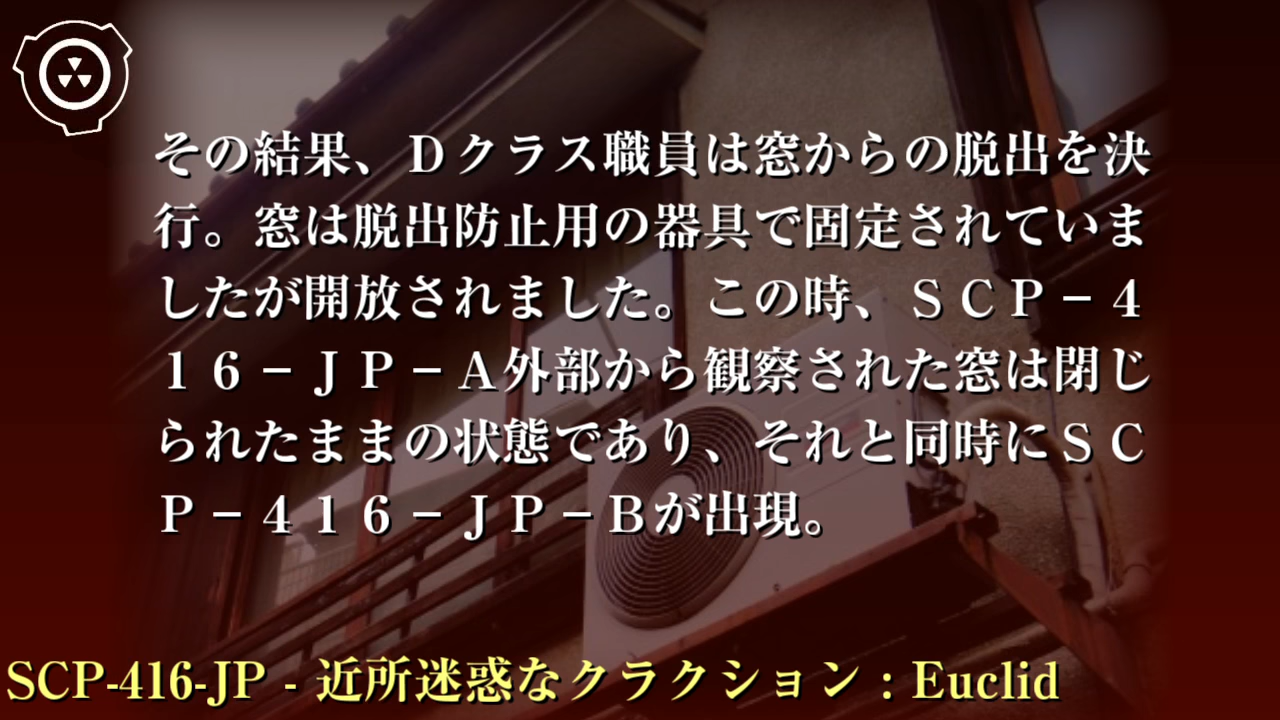 その結果、Ｄクラス職員は窓からの脱出を決
行。窓は脱出防止用の器具で固定されていま
したが開放されました。この時、ＳＣＰ－４
１６－ＪＰ－Ａ外部から観察された窓は閉じ
られたままの状態であり、それと同時にＳＣ
Ｐ－４１６－ＪＰ－Ｂが出現。
SCP-416-JP - 近所迷惑なクラクション : Euclid